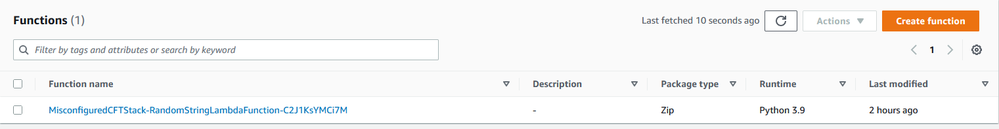 Functions (1)
Last fetched 10 seconds ago
Actions
Create function
Filter by tags and attributes or search by keyword
1
Function name Description Package type Runtime Last modified
MisconfiguredCFTStack-RandomStringLambdaFunction-C2J1KsYMCi7M - Zip Python 3.9 2 hours ago